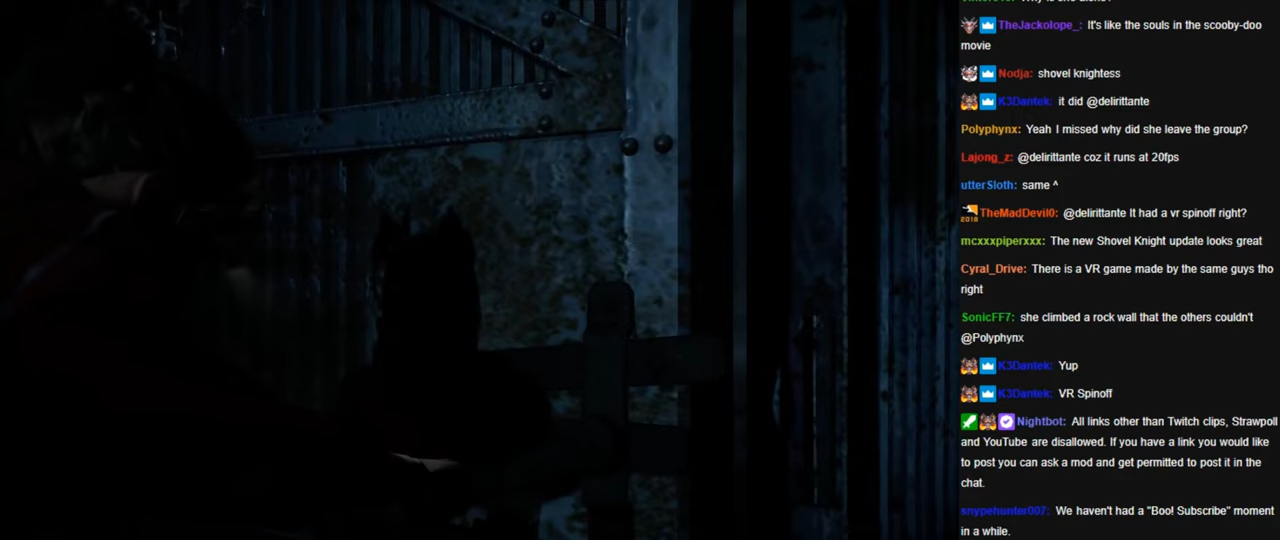 TheJackolope_: It's like the souls in the scooby-doo
movie
Nodja: shovel knightess
K3Dantek: it did @delirittante
Polyphynx: Yeah I missed why did she leave the group?
Lajong_z: @delirittante coz it runs at 20fps
utterSloth: same ^
2018 TheMadDevil0: @delirittante It had a vr spinoff right?
mcxxxpiperxxx: The new Shovel Knight update looks great
Cyral_Drive: There is a VR game made by the same guys tho
right
SonicFF7: she climbed a rock wall that the others couldn't
@Polyphynx
K3Dantek: Yup
K3Dantek: VR Spinoff
Nightbot: All links other than Twitch clips, Strawpoll
and YouTube are disallowed. If you have a link you would like
to post you can ask a mod and get permitted to post it in the
chat.
snypehunter007: We haven't had a "Boo! Subscribe" moment
in a while.